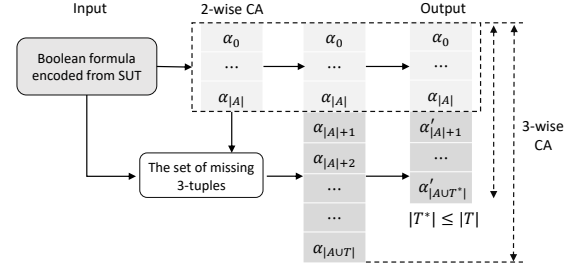 Input
2-wise CA
Output
Boolean formula
encoded from SUT
α₀
...
α|A|
α₀
...
α|A|
α₀
...
α|A|
The set of missing
3-tuples
α|A|+1
α|A|+2
...
...
α|A∪T|
α′|A|+1
...
α′|A∪T*|
|T*| ≤ |T|
3-wise
CA